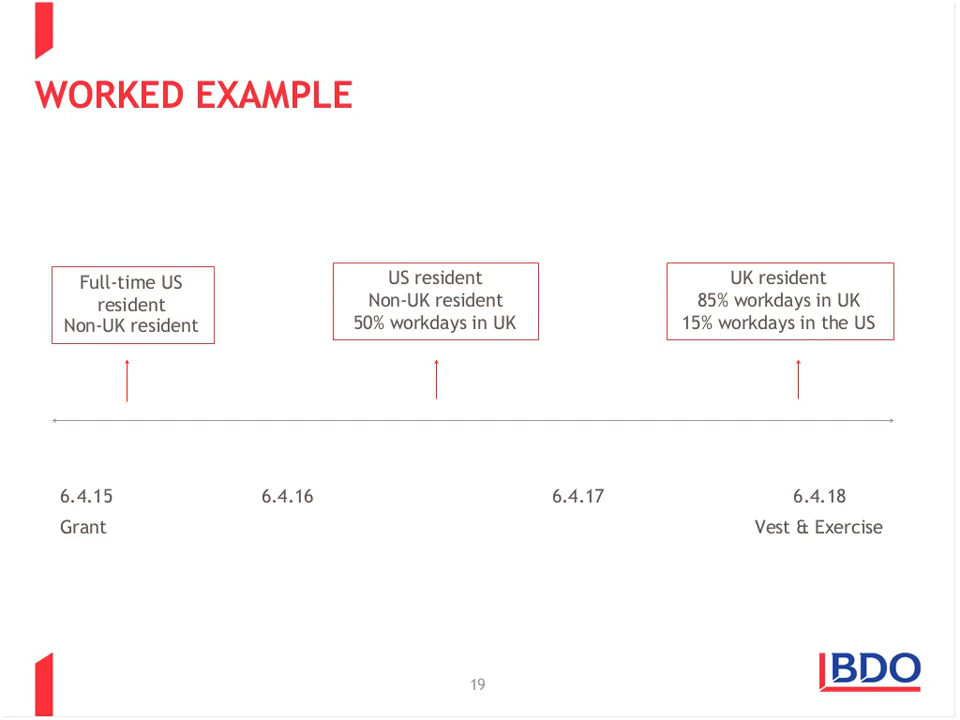 WORKED EXAMPLE
Full-time US
resident
Non-UK resident
US resident
Non-UK resident
50% workdays in UK
UK resident
85% workdays in UK
15% workdays in the US
6.4.15
6.4.16
6.4.17
6.4.18
Grant
Vest & Exercise
19
BDO